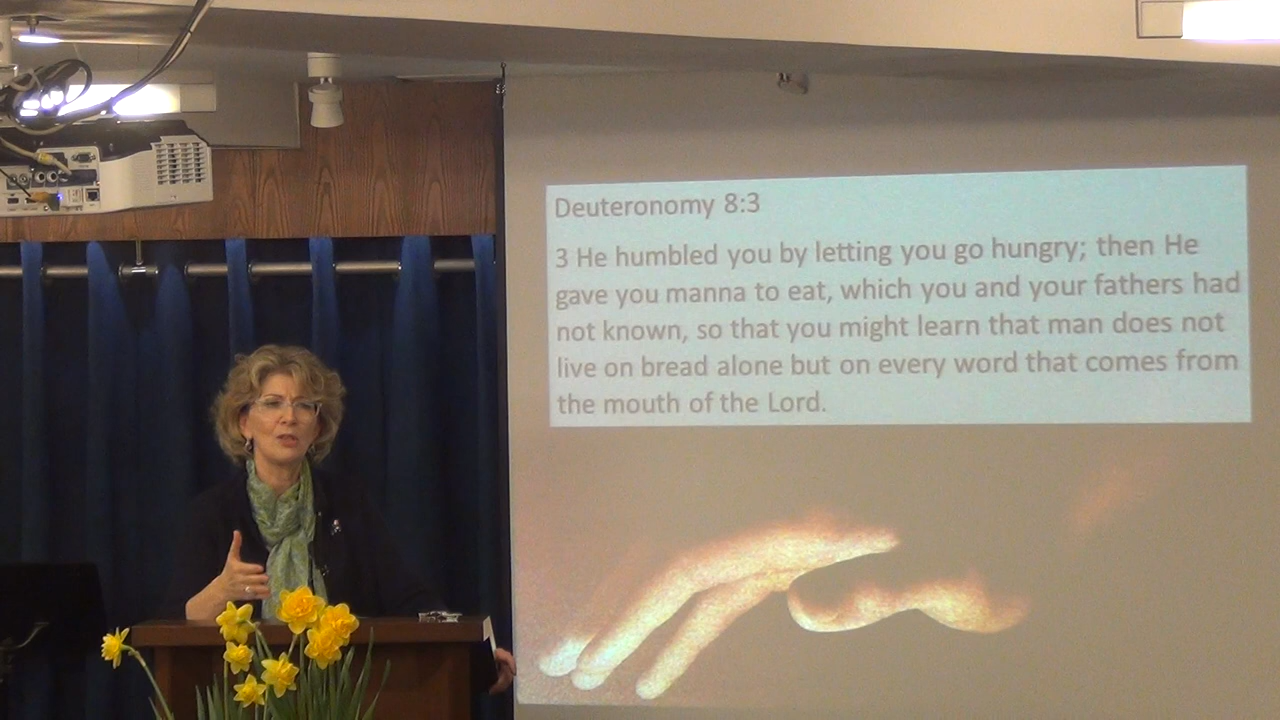 Deuteronomy 8:3
3 He humbled you by letting you go hungry; then He
gave you manna to eat, which you and your fathers had
not known, so that you might learn that man does not
live on bread alone but on every word that comes from
the mouth of the Lord.